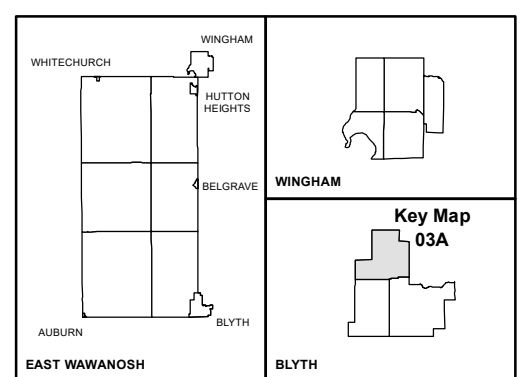 WINGHAM
WHITECHURCH
HUTTON
HEIGHTS
BELGRAVE
BLYTH
AUBURN
EAST WAWANOSH
WINGHAM
Key Map
03A
BLYTH